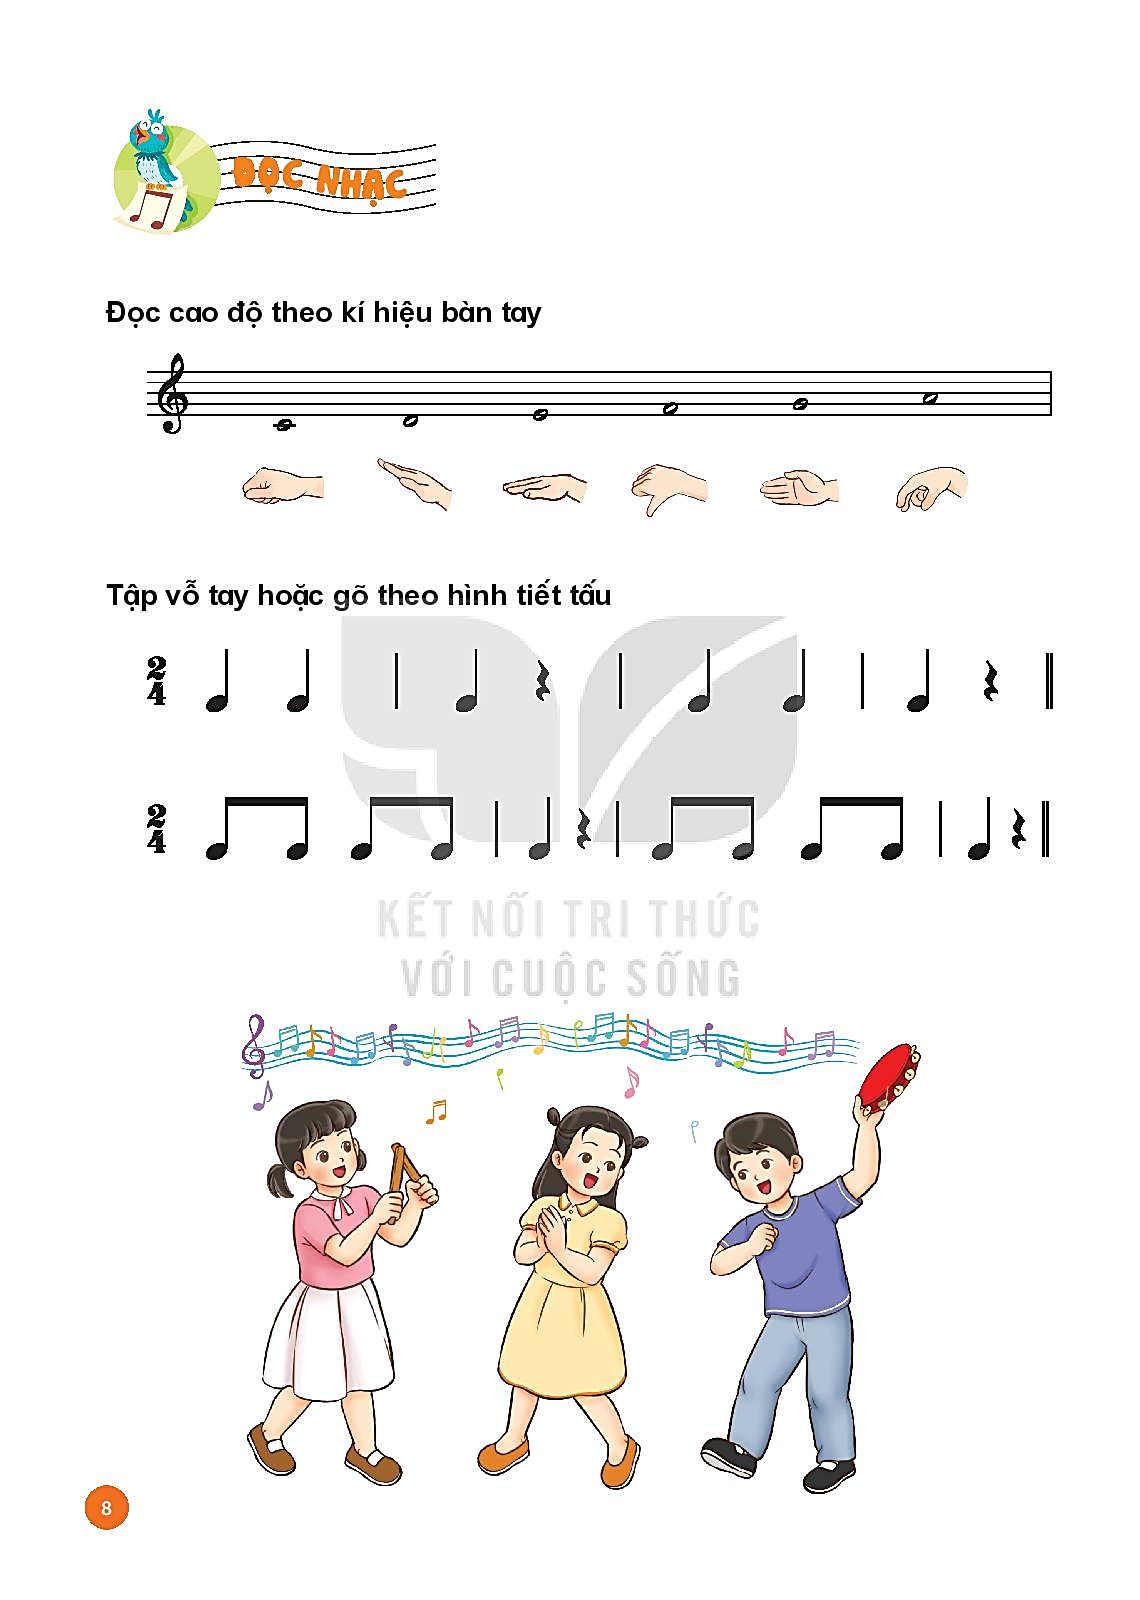 ĐỌC NHẠC
Đọc cao độ theo kí hiệu bàn tay
Tập vỗ tay hoặc gõ theo hình tiết tấu
2
4
2
4
KẾT NỐI TRI THỨC
VỚI CUỘC SỐNG
8